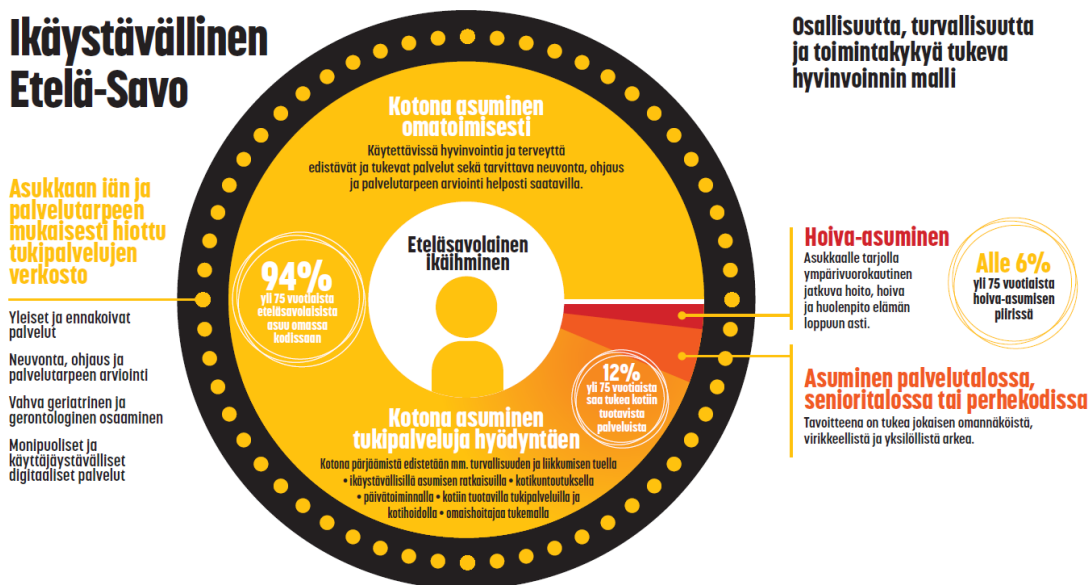 Ikäystävällinen
Etelä-Savo
Osallisuutta, turvallisuutta
ja toimintakykyä tukeva
hyvinvoinnin malli
Asukkaan iän ja
palvelutarpeen
mukaisesti hiottu
tukipalvelujen
verkosto
Yleiset ja ennakoivat
palvelut
Neuvonta, ohjaus ja
palvelutarpeen arviointi
Vahva geriatrinen ja
gerontologinen osaaminen
Monipuoliset ja
käyttäjäystävälliset
digitaaliset palvelut
Kotona asuminen
omatoimisesti
Käytettävissä hyvinvointia ja terveyttä
edistävät ja tukevat palvelut sekä tarvittava neuvonta, ohjaus
ja palvelutarpeen arviointi helposti saatavilla.
94%
yli 75 vuotiaista
eteläsavolaisista
asuu omassa
kodissaan
Eteläsavolainen
ikäihminen
12%
yli 75 vuotiaista
saa tukea kotiin
tuotavista
palveluista
Kotona asuminen
tukipalveluja hyödyntäen
Kotona pärjäämistä edistetään mm. turvallisuuden ja liikkumisen tuella
• ikäystävällisillä asumisen ratkaisuilla • kotikuntoutuksella
• päivätoiminnalla • kotiin tuotavilla tukipalveluilla ja
kotihoidolla • omaishoitajaa tukemalla
Hoiva-asuminen
Asukkaalle tarjolla
ympärivuorokautinen
jatkuva hoito, hoiva
ja huolenpito elämän
loppuun asti.
Alle 6%
yli 75 vuotiaista
hoiva-asumisen
piirissä
Asuminen palvelutalossa,
senioritalossa tai perhekodissa
Tavoitteena on tukea jokaisen omannäköistä,
virikkeellistä ja yksilöllistä arkea.